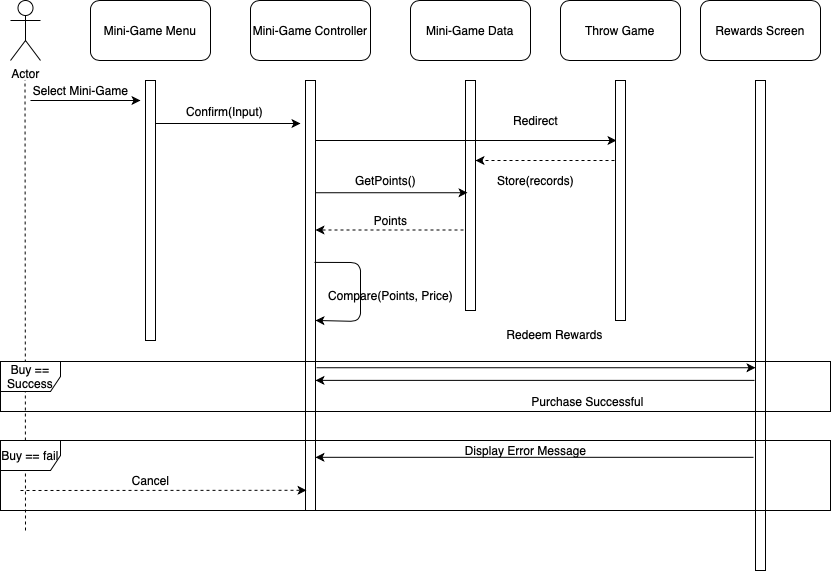 Mini-Game Menu
Mini-Game Controller
Mini-Game Data
Throw Game
Rewards Screen
Actor
Select Mini-Game
Confirm(Input)
Redirect
Store(records)
GetPoints()
Points
Compare(Points, Price)
Redeem Rewards
Buy ==
Success
Purchase Successful
Buy == fail
Display Error Message
Cancel